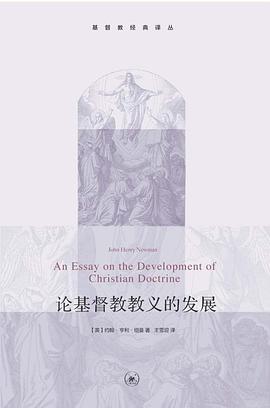 基督教经典译丛
John Henry Newman
An Essay on the Development of
Christian Doctrine
论基督教教义的发展
【英】约翰·亨利·纽曼 著 王雪迎 译